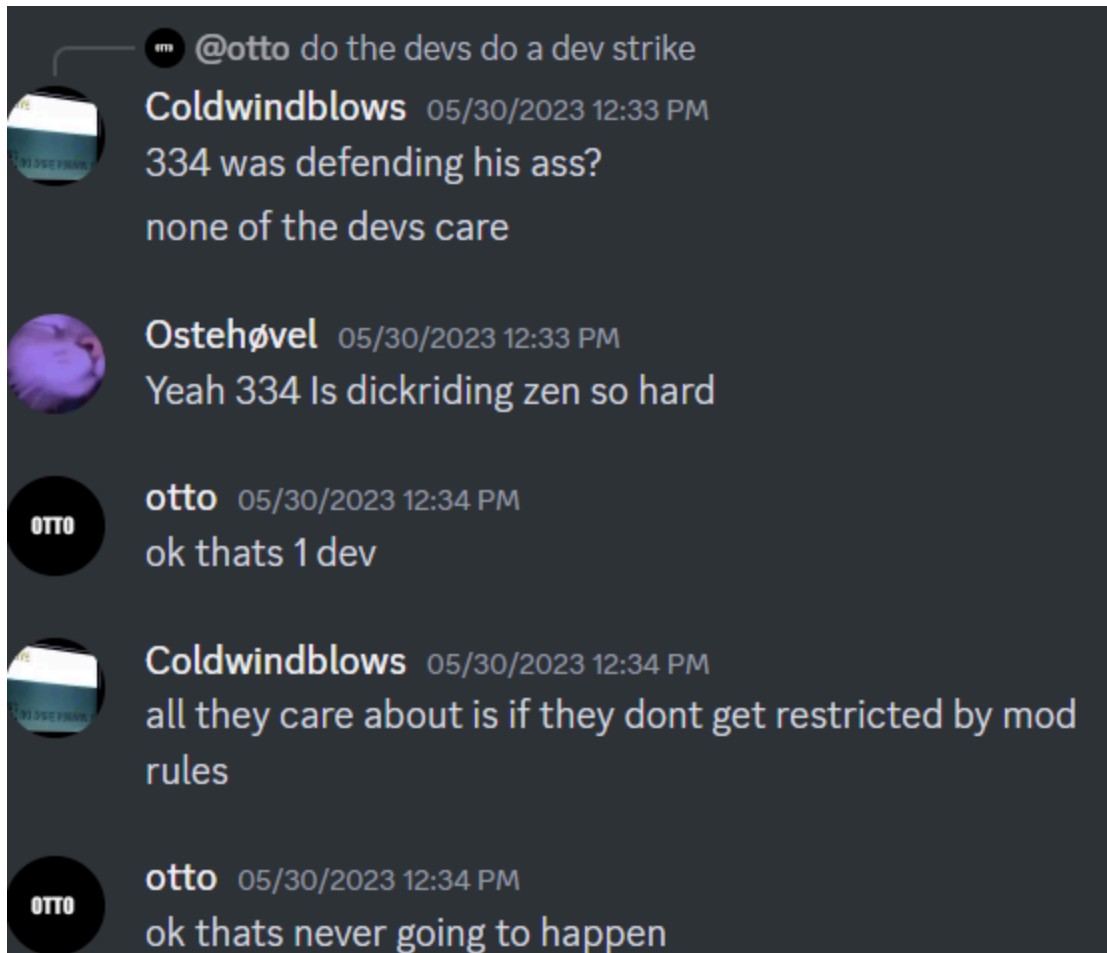 @otto do the devs do a dev strike
Coldwindblows 05/30/2023 12:33 PM
334 was defending his ass?
none of the devs care
Ostehøvel 05/30/2023 12:33 PM
Yeah 334 Is dickriding zen so hard
otto 05/30/2023 12:34 PM
OTTO
ok thats 1 dev
Coldwindblows 05/30/2023 12:34 PM
all they care about is if they dont get restricted by mod
rules
otto 05/30/2023 12:34 PM
OTTO
ok thats never going to happen